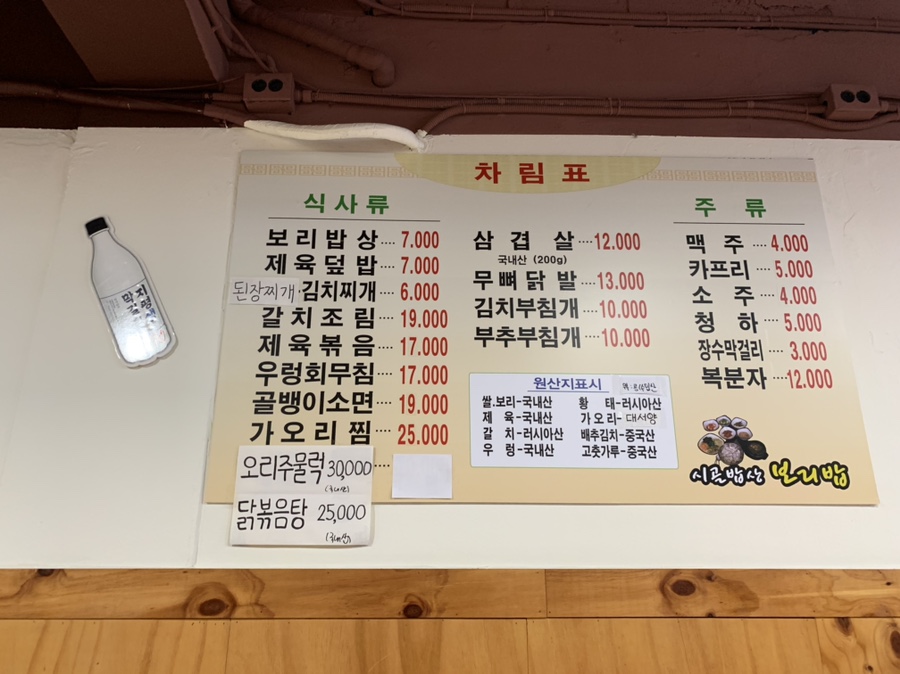 차림표
식사류
보리밥상 7.000
제육덮밥 7.000
된장찌개·김치찌개 6.000
갈치조림 19.000
제육볶음 17.000
우렁회무침 17.000
골뱅이소면 19.000
가오리찜 25.000
오리주물럭 30,000
닭볶음탕 25,000
삼겹살 12.000
국내산 (200g)
무뼈닭발 13.000
김치부침개 10.000
부추부침개 10.000
원산지표시
쌀.보리-국내산 황태-러시아산
제육-국내산 가오리-대서양
갈치-러시아산 배추김치-중국산
우렁-국내산 고춧가루-중국산
주류
맥주 4.000
카프리 5.000
소주 4.000
청하 5.000
장수막걸리 3.000
복분자 12.000
시골밥상 보리밥